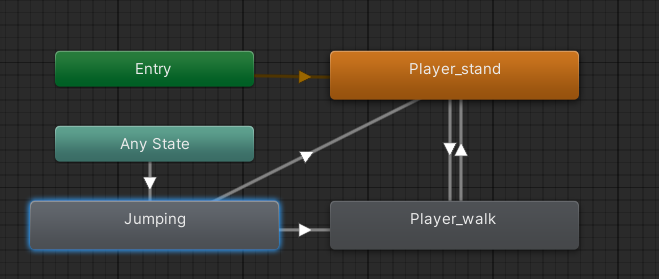 Entry
Player_stand
Any State
Jumping
Player_walk